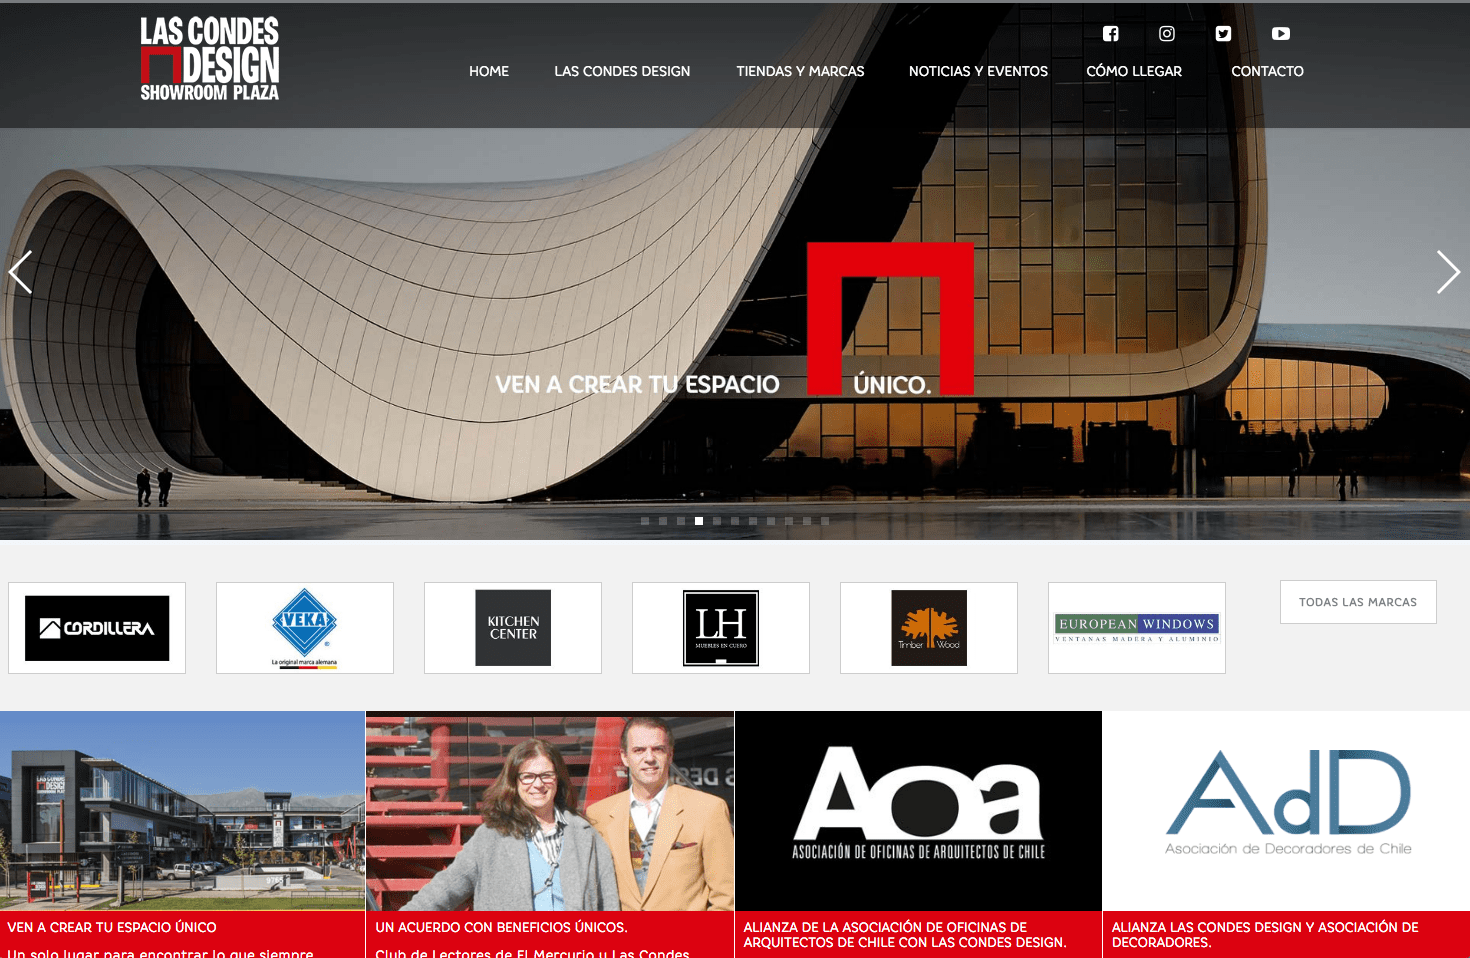 LAS CONDES
DESIGN
SHOWROOM PLAZA
HOME
LAS CONDES DESIGN
TIENDAS Y MARCAS
NOTICIAS Y EVENTOS
CÓMO LLEGAR
CONTACTO
VEN A CREAR TU ESPACIO
ÚNICO.
CORDILLERA
VEKA
®
La original marca alemana
KITCHEN
CENTER
LH
MUEBLES EN CUERO
Timber Wood
EUROPEAN WINDOWS
VENTANAS MADERA Y ALUMINIO
TODAS LAS MARCAS
LAS CONDES
DESIGN
SHOWROOM PLAZA
9765
Aoa
ASOCIACIÓN DE OFICINAS DE ARQUITECTOS DE CHILE
AdD
Asociación de Decoradores de Chile
VEN A CREAR TU ESPACIO ÚNICO
Un solo lugar para encontrar lo que siempre
UN ACUERDO CON BENEFICIOS ÚNICOS.
Club de Lectores de El Mercurio y Las Condes
ALIANZA DE LA ASOCIACIÓN DE OFICINAS DE
ARQUITECTOS DE CHILE CON LAS CONDES DESIGN.
ALIANZA LAS CONDES DESIGN Y ASOCIACIÓN DE
DECORADORES.